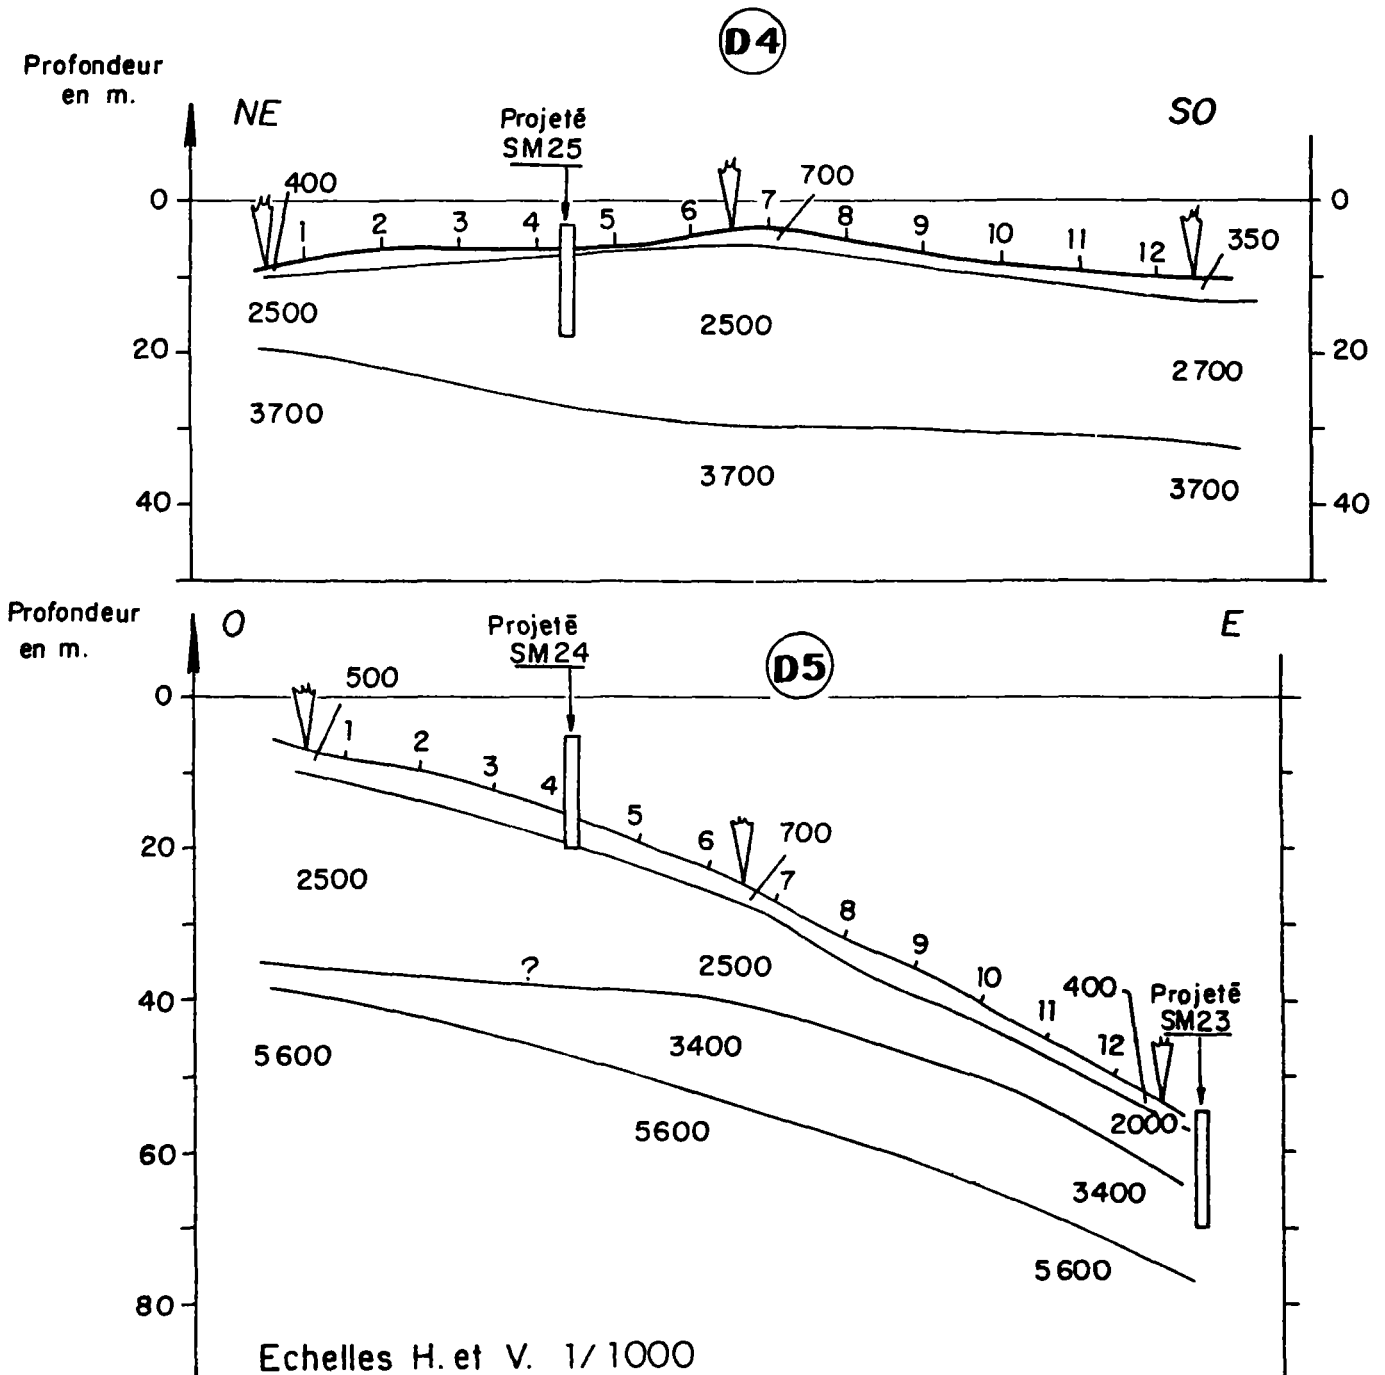 D4
Profondeur
en m.
NE
Projeté
SM25
SO
400
700
0
0
1 2 3 4 5 6 7 8 9 10 11 12
350
2500
2500
20
20
2700
3700
3700
3700
40
40
Profondeur
en m.
O
Projeté
SM24
D5
E
0
500
1 2 3 4 5 6 7 8 9 10 11 12
700
20
2500
2500
?
40
400
Projeté
SM23
5600
3400
2000
5600
60
3400
5600
80
Echelles H. et V. 1/1000